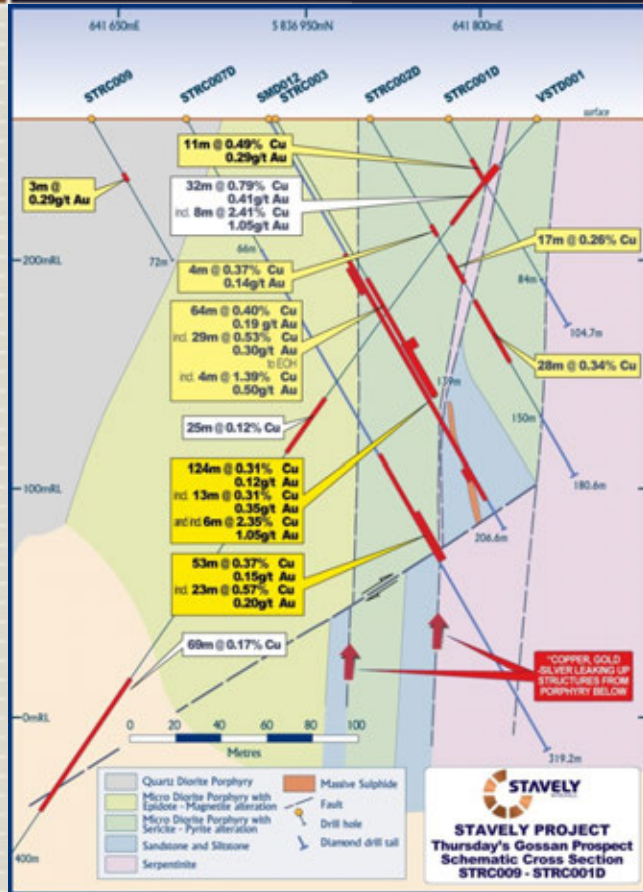 641 650mE
5 836 950mN
641 800mE
STRC009
STRC007D
SMD012
STRC003
STRC002D
STRC001D
VSTD001
surface
11m @ 0.49% Cu
0.29g/t Au
3m @
0.29g/t Au
32m @ 0.79% Cu
0.41g/t Au
incl. 8m @ 2.41% Cu
1.05g/t Au
17m @ 0.26% Cu
66m
72m
200mRL
84m
4m @ 0.37% Cu
0.14g/t Au
104.7m
64m @ 0.40% Cu
0.19 g/t Au
incl. 29m @ 0.53% Cu
0.30g/t Au
to EOH
incl. 4m @ 1.39% Cu
0.50g/t Au
28m @ 0.34% Cu
139m
25m @ 0.12% Cu
150m
124m @ 0.31% Cu
0.12g/t Au
incl. 13m @ 0.31% Cu
0.35g/t Au
and incl. 6m @ 2.35% Cu
1.05g/t Au
180.6m
100mRL
206.6m
53m @ 0.37% Cu
0.15g/t Au
incl. 23m @ 0.57% Cu
0.20g/t Au
69m @ 0.17% Cu
"COPPER, GOLD
-SILVER LEAKING UP
STRUCTURES FROM
PORPHYRY BELOW
0mRL
0 20 40 60 80 100
Metres
319.2m
Quartz Diorite Porphyry
Micro Diorite Porphyry with
Epidote - Magnetite alteration
Micro Diorite Porphyry with
Sericite - Pyrite alteration
Sandstone and Siltstone
Serpentinite
Massive Sulphide
Fault
Drill hole
Diamond drill tail
400m
STAVELY
STAVELY PROJECT
Thursday's Gossan Prospect
Schematic Cross Section
STRC009 - STRC001D